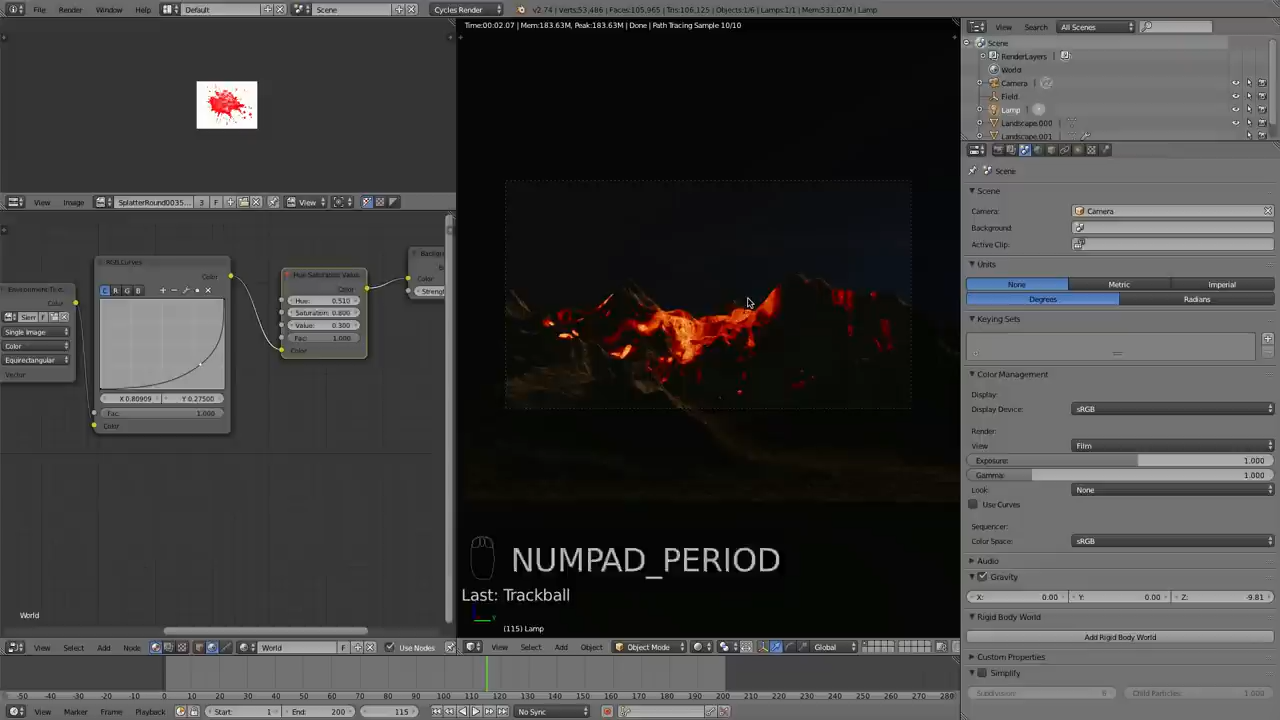 File Render Window Help Default Scene Cycles Render v2.74 | Verts:53,486 | Faces:105,965 | Tris:106,125 | Objects:1/6 | Lamps:1/1 | Mem:531.07M | Lamp
Time:00:02.07 | Mem:183.63M, Peak:183.63M | Done | Path Tracing Sample 10/10
View Search All Scenes
Scene
RenderLayers
World
Camera
Field
Lamp
Landscape.000
Landscape.001
View Image SplatterRound0035... 3 F View
Scene
Scene
Camera: Camera
Background:
Active Clip:
Units
None Metric Imperial
Degrees Radians
Keying Sets
Color Management
Display:
Display Device: sRGB
Render:
View Film
Exposure: 1.000
Gamma: 1.000
Look: None
Use Curves
Sequencer:
Color Space: sRGB
Audio
Gravity
X: 0.00 Y: 0.00 Z: -9.81
Rigid Body World
Add Rigid Body World
Custom Properties
Simplify
Subdivision: 6 Child Particles: 1.000
Environment Text...
Color
F
Single Image
Color
Equirectangular
Vector
RGB Curves
Color
C R G B
X 0.80909 Y 0.27500
Fac: 1.000
Color
Hue Saturation Value
Color
Hue: 0.510
Saturation: 0.800
Value: 0.300
Fac: 1.000
Color
Color
World
NUMPAD_PERIOD
Last: Trackball
(115) Lamp
View Select Add Node World F Use Nodes
View Select Add Object Object Mode Global
-50 -40 -30 -20 -10 0 10 20 30 40 50 60 70 80 90 100 110 120 130 140 150 160 170 180 190 200 210 220 230 240 250 260 270 280
View Marker Frame Playback Start: 1 End: 200 115 No Sync